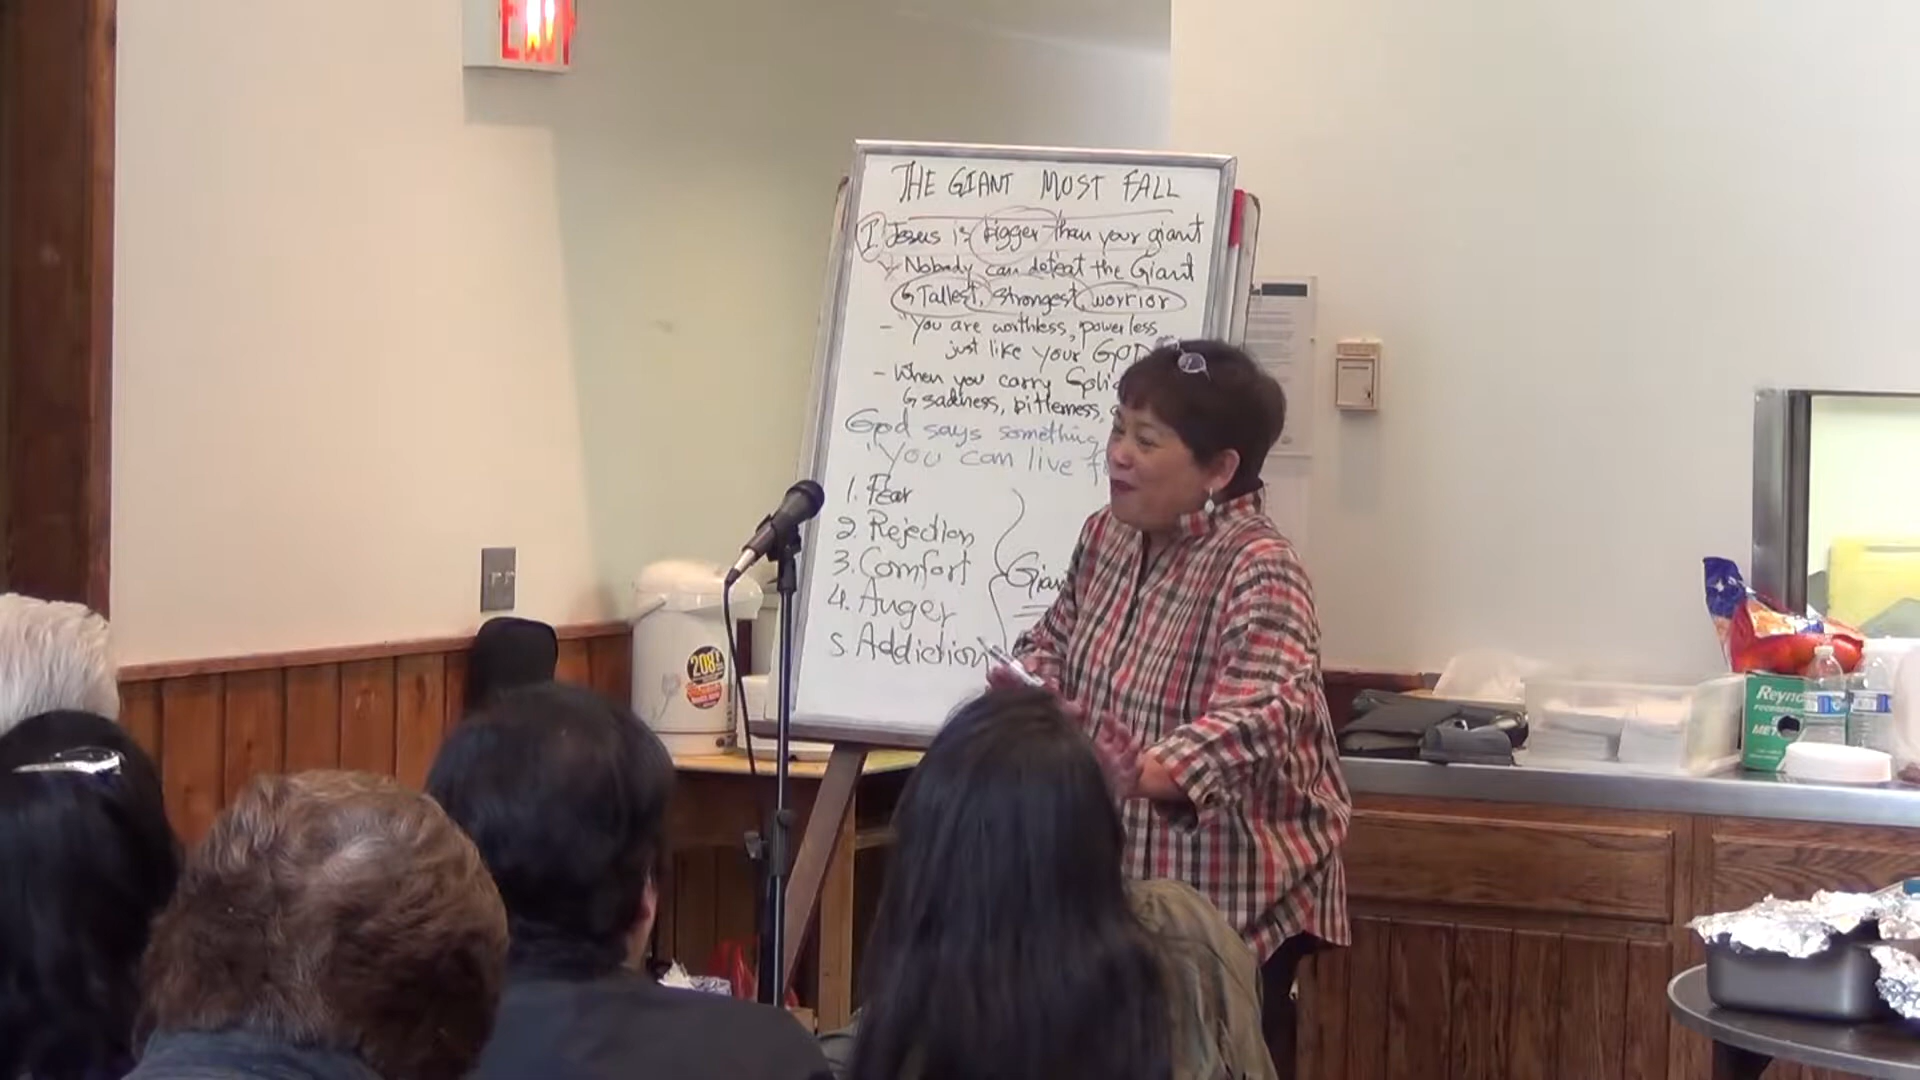 EXIT
THE GIANT MOST FALL
I. Jesus is bigger than your giant
Nobody can defeat the Giant
Tallest, strongest, worrior
- "You are worthless, powerless
just like your GOD
- When you carry
sadness, bitterness,
God says something
"You can live
1. Fear
2. Rejection
3. Comfort
4. Anger
5. Addiction
Giant
208
Reyno
MET